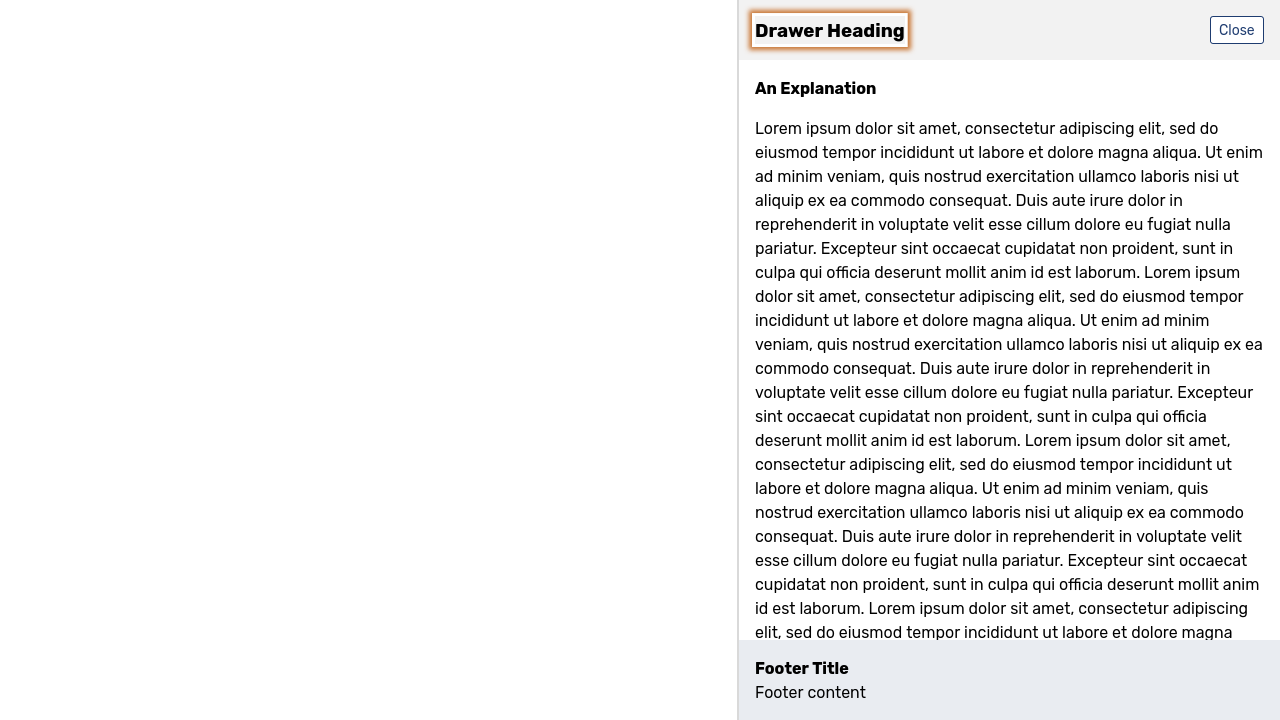 Drawer Heading
Close
An Explanation
Lorem ipsum dolor sit amet, consectetur adipiscing elit, sed do
eiusmod tempor incididunt ut labore et dolore magna aliqua. Ut enim
ad minim veniam, quis nostrud exercitation ullamco laboris nisi ut
aliquip ex ea commodo consequat. Duis aute irure dolor in
reprehenderit in voluptate velit esse cillum dolore eu fugiat nulla
pariatur. Excepteur sint occaecat cupidatat non proident, sunt in
culpa qui officia deserunt mollit anim id est laborum. Lorem ipsum
dolor sit amet, consectetur adipiscing elit, sed do eiusmod tempor
incididunt ut labore et dolore magna aliqua. Ut enim ad minim
veniam, quis nostrud exercitation ullamco laboris nisi ut aliquip ex ea
commodo consequat. Duis aute irure dolor in reprehenderit in
voluptate velit esse cillum dolore eu fugiat nulla pariatur. Excepteur
sint occaecat cupidatat non proident, sunt in culpa qui officia
deserunt mollit anim id est laborum. Lorem ipsum dolor sit amet,
consectetur adipiscing elit, sed do eiusmod tempor incididunt ut
labore et dolore magna aliqua. Ut enim ad minim veniam, quis
nostrud exercitation ullamco laboris nisi ut aliquip ex ea commodo
consequat. Duis aute irure dolor in reprehenderit in voluptate velit
esse cillum dolore eu fugiat nulla pariatur. Excepteur sint occaecat
cupidatat non proident, sunt in culpa qui officia deserunt mollit anim
id est laborum. Lorem ipsum dolor sit amet, consectetur adipiscing
elit, sed do eiusmod tempor incididunt ut labore et dolore magna
Footer Title
Footer content